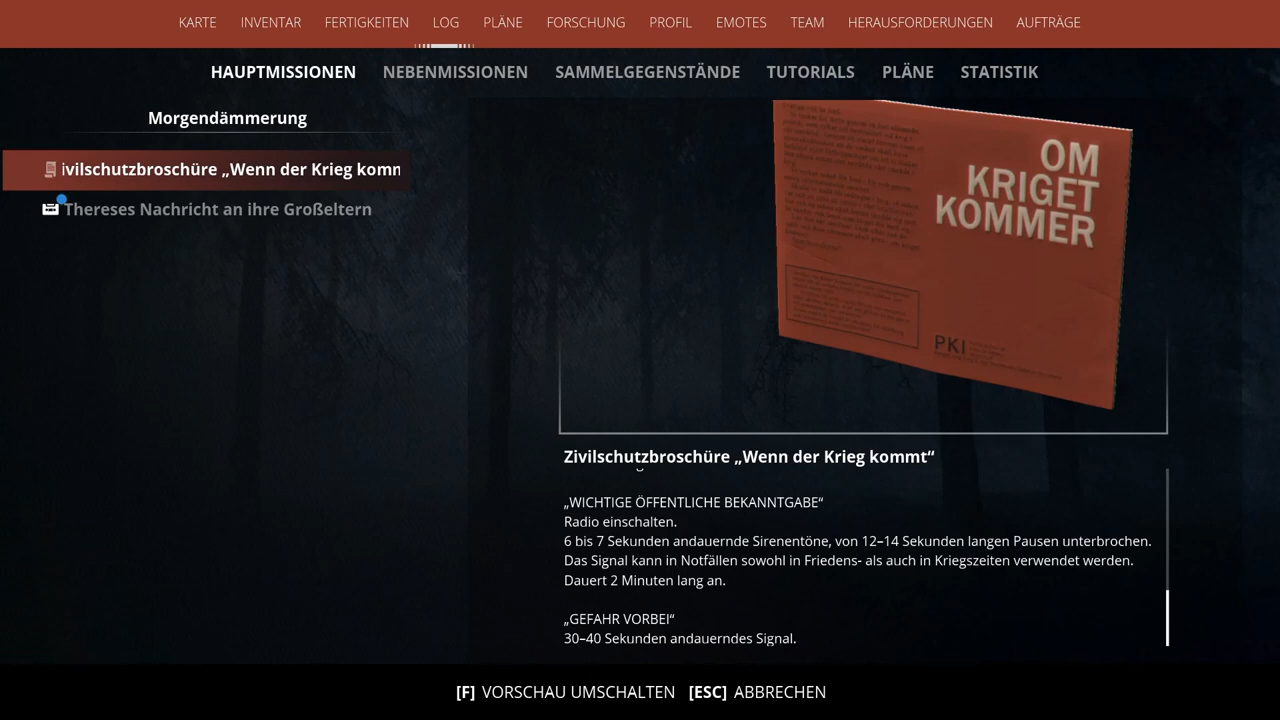 KARTE INVENTAR FERTIGKEITEN LOG PLÄNE FORSCHUNG PROFIL EMOTES TEAM HERAUSFORDERUNGEN AUFTRÄGE
HAUPTMISSIONEN NEBENMISSIONEN SAMMELGEGENSTÄNDE TUTORIALS PLÄNE STATISTIK
Morgendämmerung
ivilschutzbroschüre „Wenn der Krieg komm
Thereses Nachricht an ihre Großeltern
OM
KRIGET
KOMMER
PKI
Zivilschutzbroschüre „Wenn der Krieg kommt“
„WICHTIGE ÖFFENTLICHE BEKANNTGABE“
Radio einschalten.
6 bis 7 Sekunden andauernde Sirenentöne, von 12–14 Sekunden langen Pausen unterbrochen.
Das Signal kann in Notfällen sowohl in Friedens- als auch in Kriegszeiten verwendet werden.
Dauert 2 Minuten lang an.
„GEFAHR VORBEI“
30–40 Sekunden andauerndes Signal.
[F] VORSCHAU UMSCHALTEN [ESC] ABBRECHEN